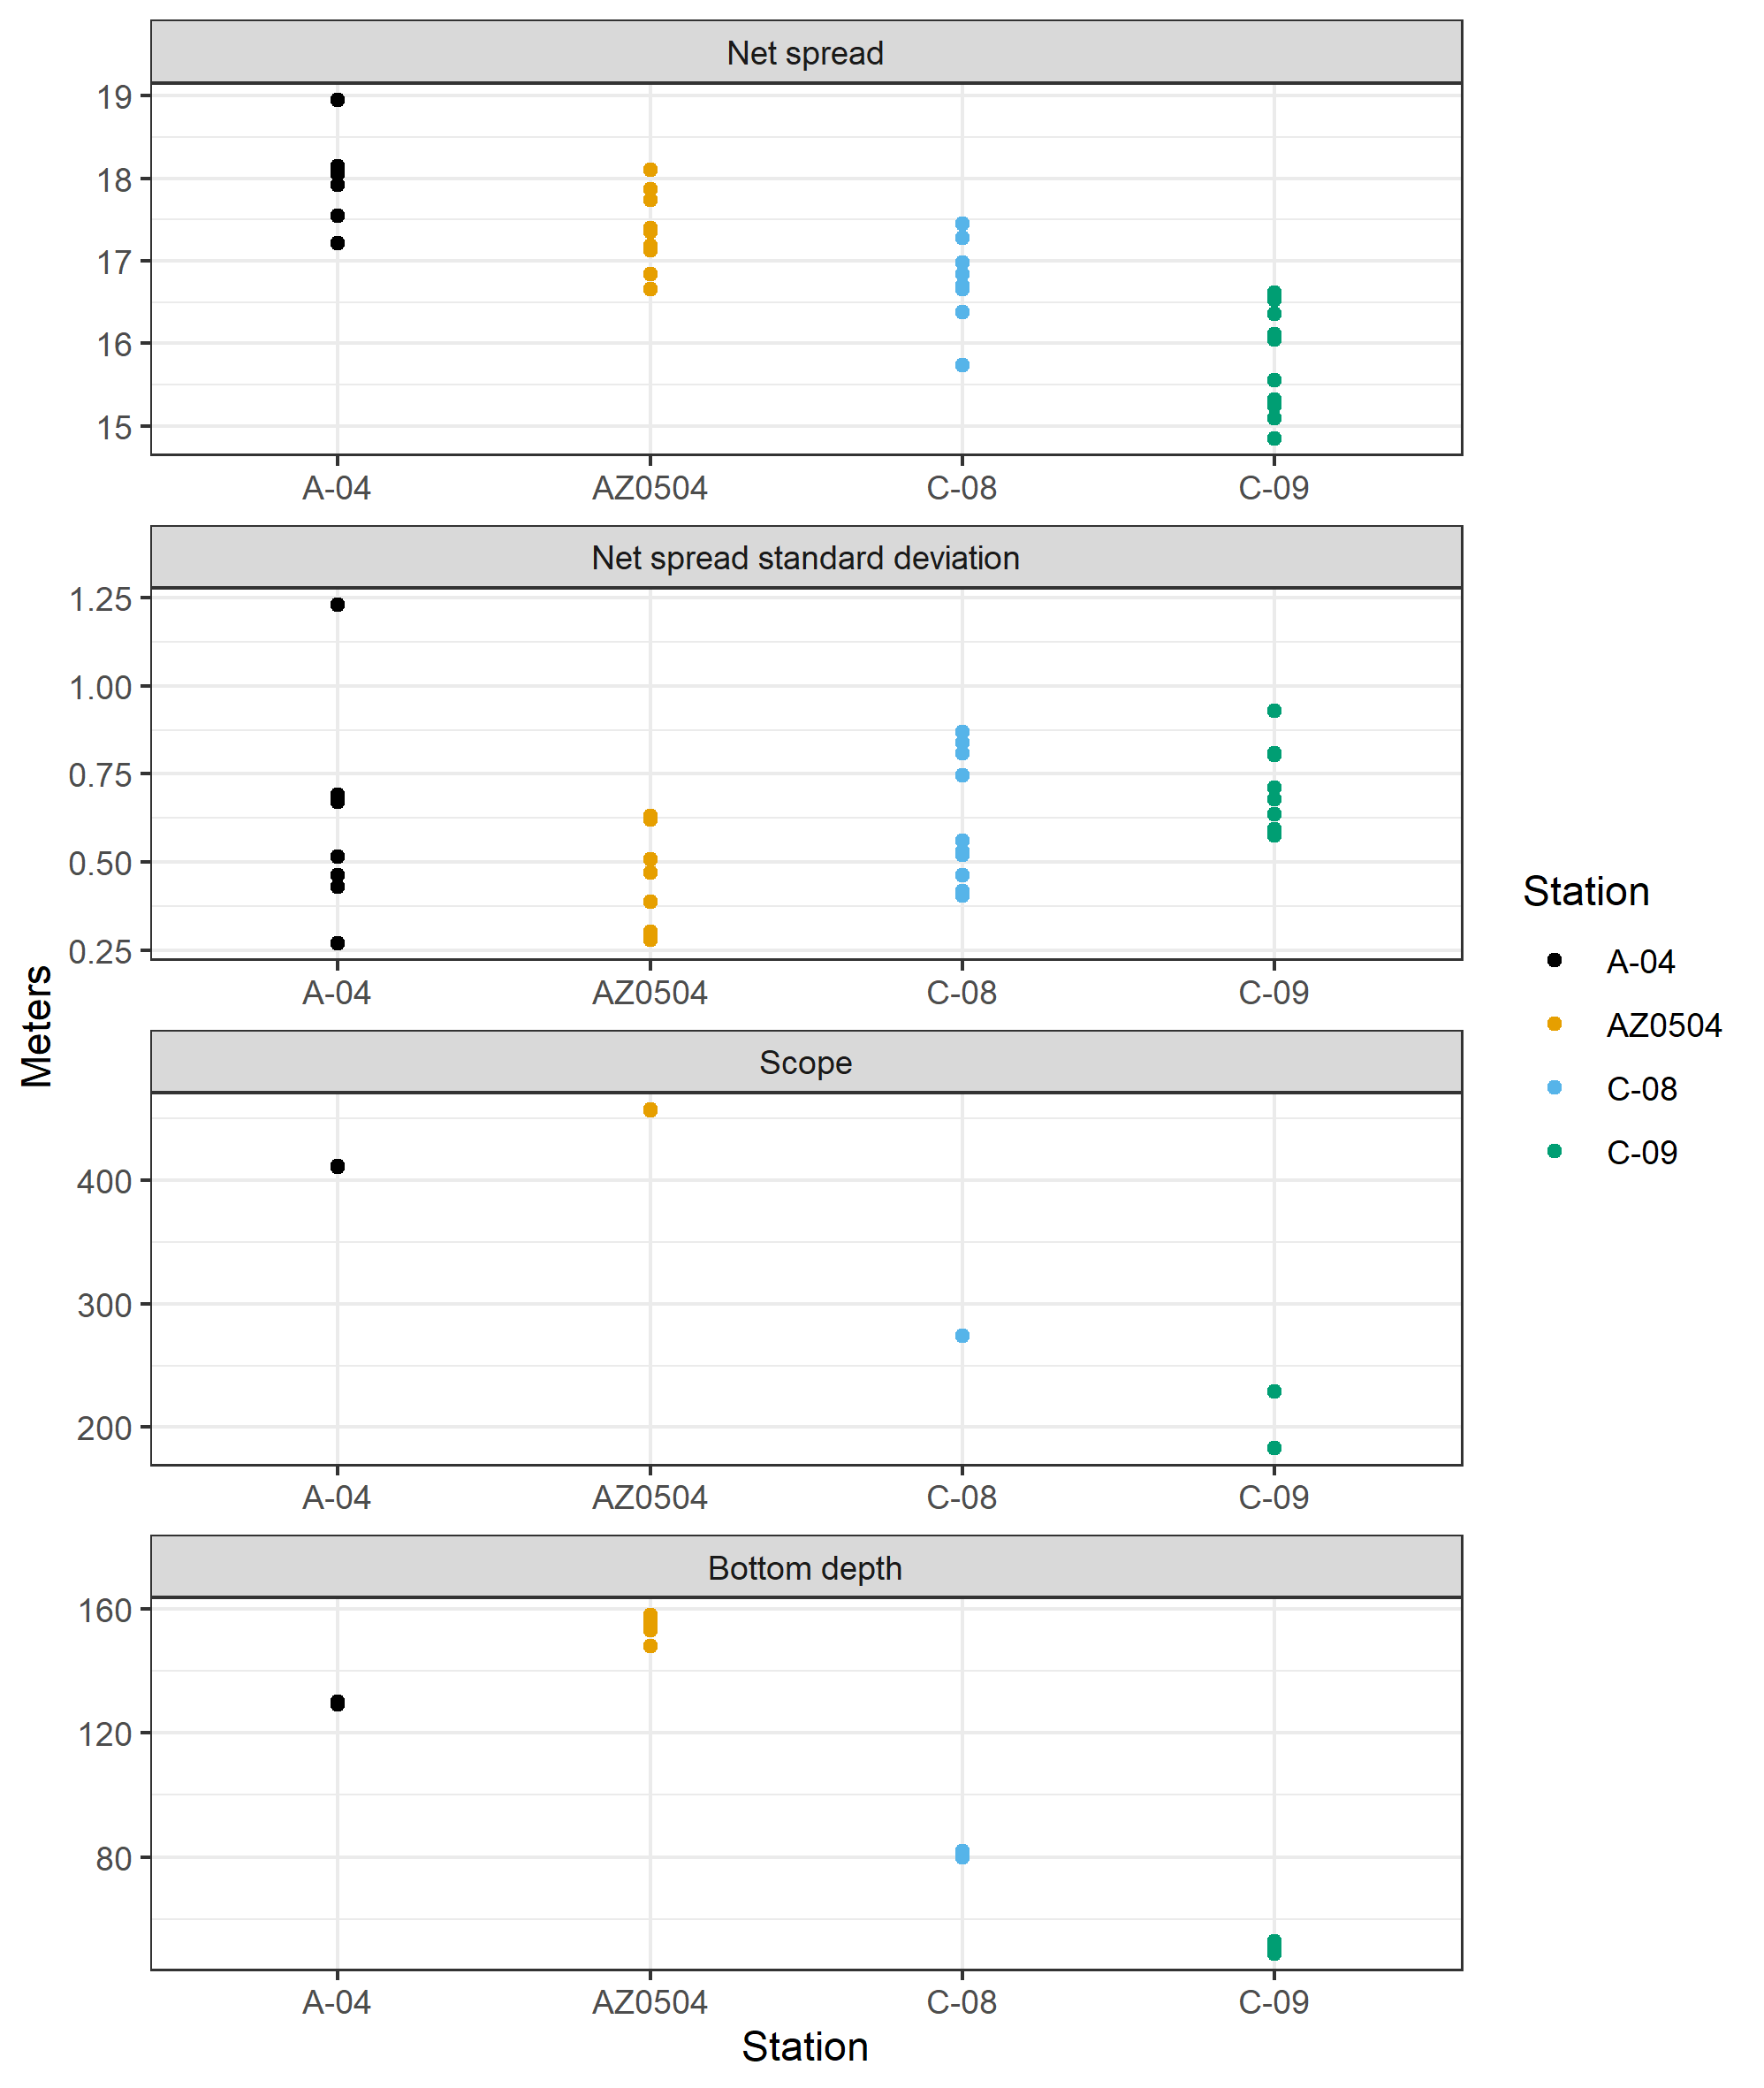 Net spread
19
18
17
16
15
A-04 AZ0504 C-08 C-09
Net spread standard deviation
1.25
1.00
0.75
0.50
0.25
A-04 AZ0504 C-08 C-09
Meters
Scope
400
300
200
A-04 AZ0504 C-08 C-09
Bottom depth
160
120
80
A-04 AZ0504 C-08 C-09
Station
Station
A-04
AZ0504
C-08
C-09